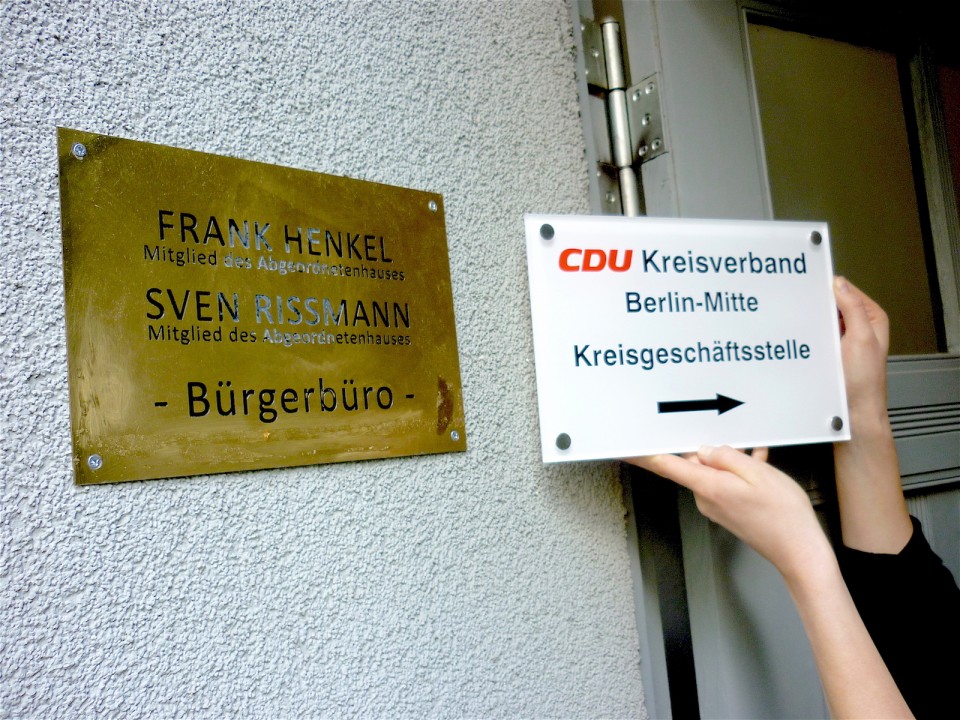 FRANK HENKEL
Mitglied des Abgeordnetenhauses
SVEN RISSMANN
Mitglied des Abgeordnetenhauses
- Bürgerbüro -
CDU Kreisverband
Berlin-Mitte
Kreisgeschäftsstelle